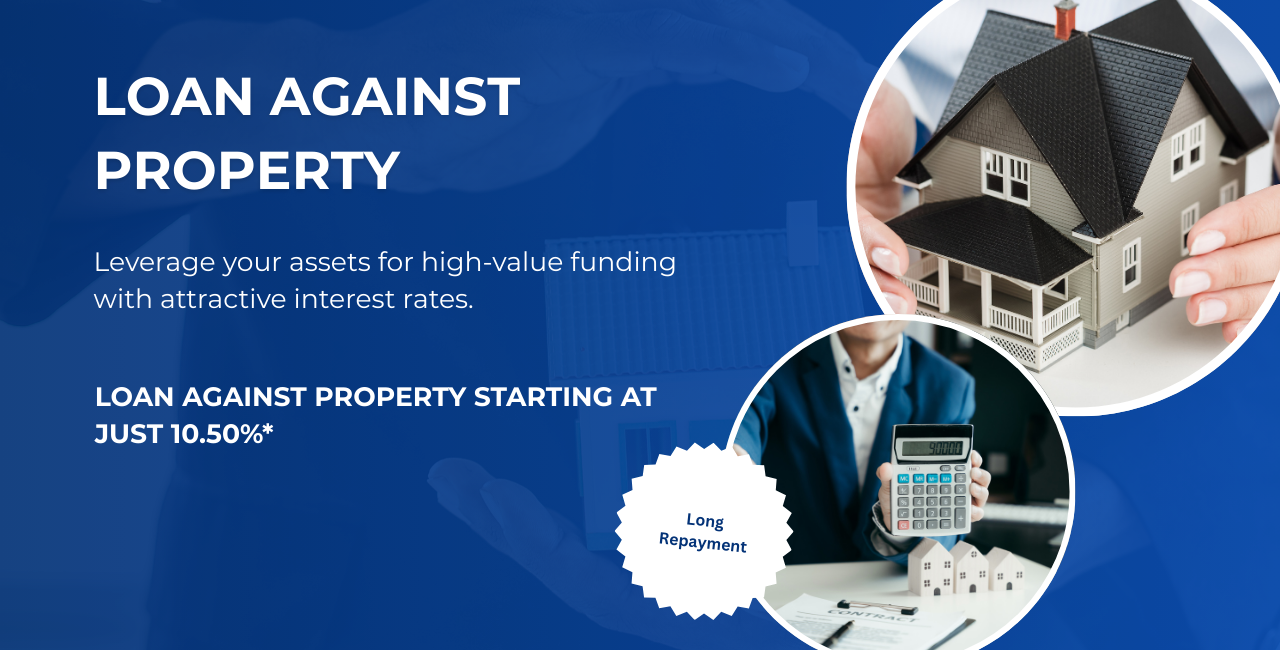 LOAN AGAINST
PROPERTY
Leverage your assets for high-value funding
with attractive interest rates.
LOAN AGAINST PROPERTY STARTING AT
JUST 10.50%*
Long
Repayment
CONTRACT